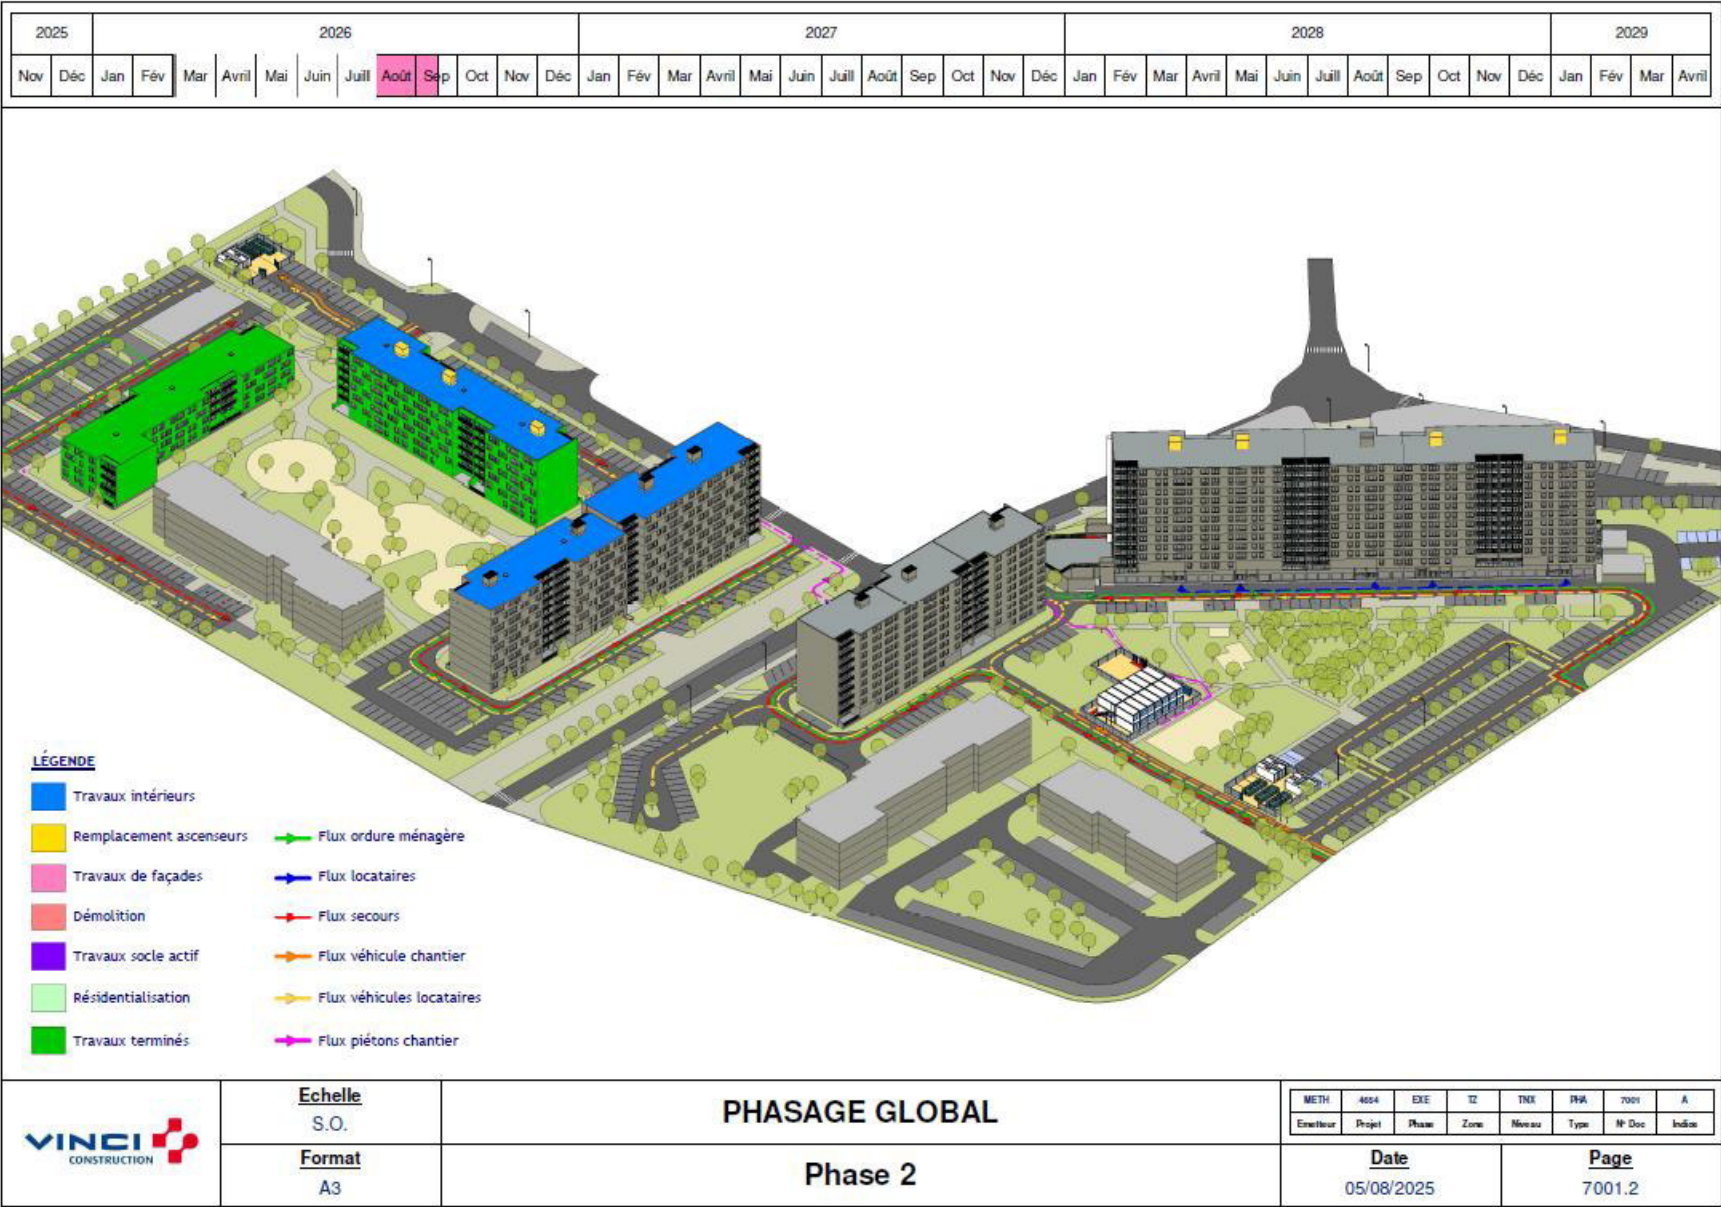 2025 2026 2027 2028 2029
Nov Déc Jan Fév Mar Avril Mai Juin Juill Août Sep Oct Nov Déc Jan Fév Mar Avril Mai Juin Juill Août Sep Oct Nov Déc Jan Fév Mar Avril Mai Juin Juill Août Sep Oct Nov Déc Jan Fév Mar Avril
LÉGENDE
Travaux intérieurs
Remplacement ascenseurs
Travaux de façades
Démolition
Travaux socle actif
Résidentialisation
Travaux terminés
Flux ordure ménagère
Flux locataires
Flux secours
Flux véhicule chantier
Flux véhicules locataires
Flux piétons chantier
VINCI
CONSTRUCTION
Echelle
S.O.
Format
A3
PHASAGE GLOBAL
Phase 2
METH 4654 EXE TZ TNX PHA 7001 A
Emetteur Projet Phase Zone Niveau Type N° Doc Indice
Date
05/08/2025
Page
7001.2